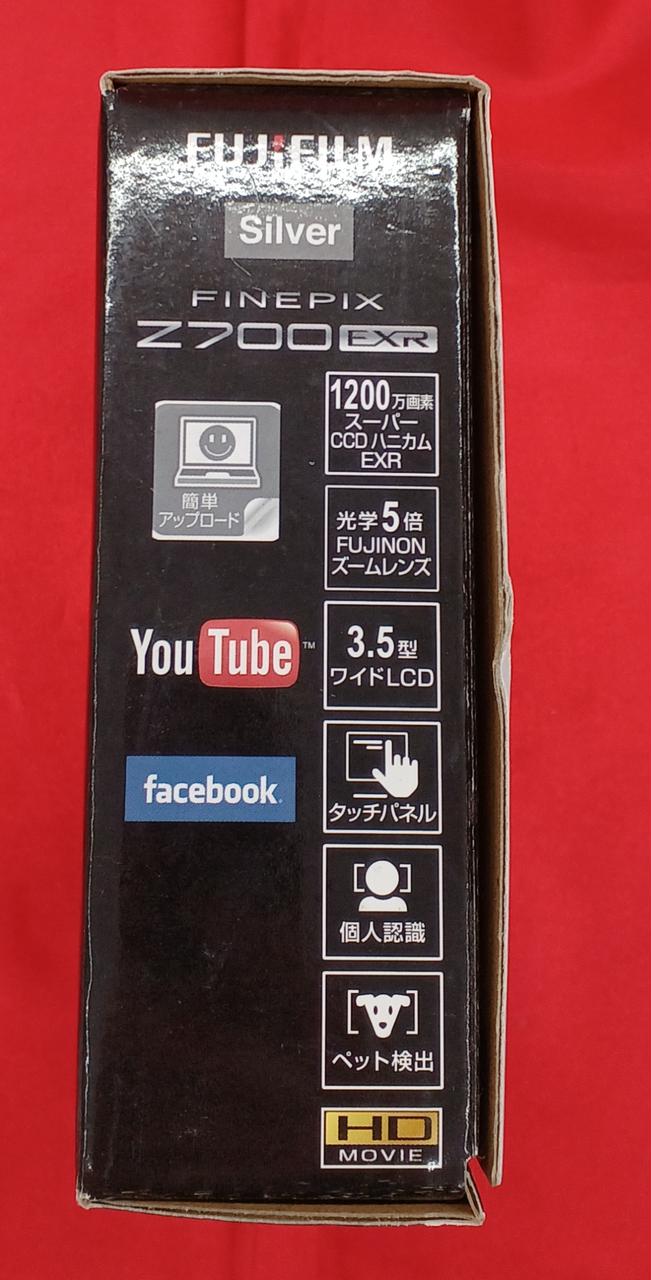 FUJIFILM
Silver
FINEPIX
Z700 EXR
簡単
アップロード
YouTube™
facebook
1200万画素
スーパー
CCDハニカム
EXR
光学5倍
FUJINON
ズームレンズ
3.5型
ワイドLCD
タッチパネル
個人認識
ペット検出
HD
MOVIE